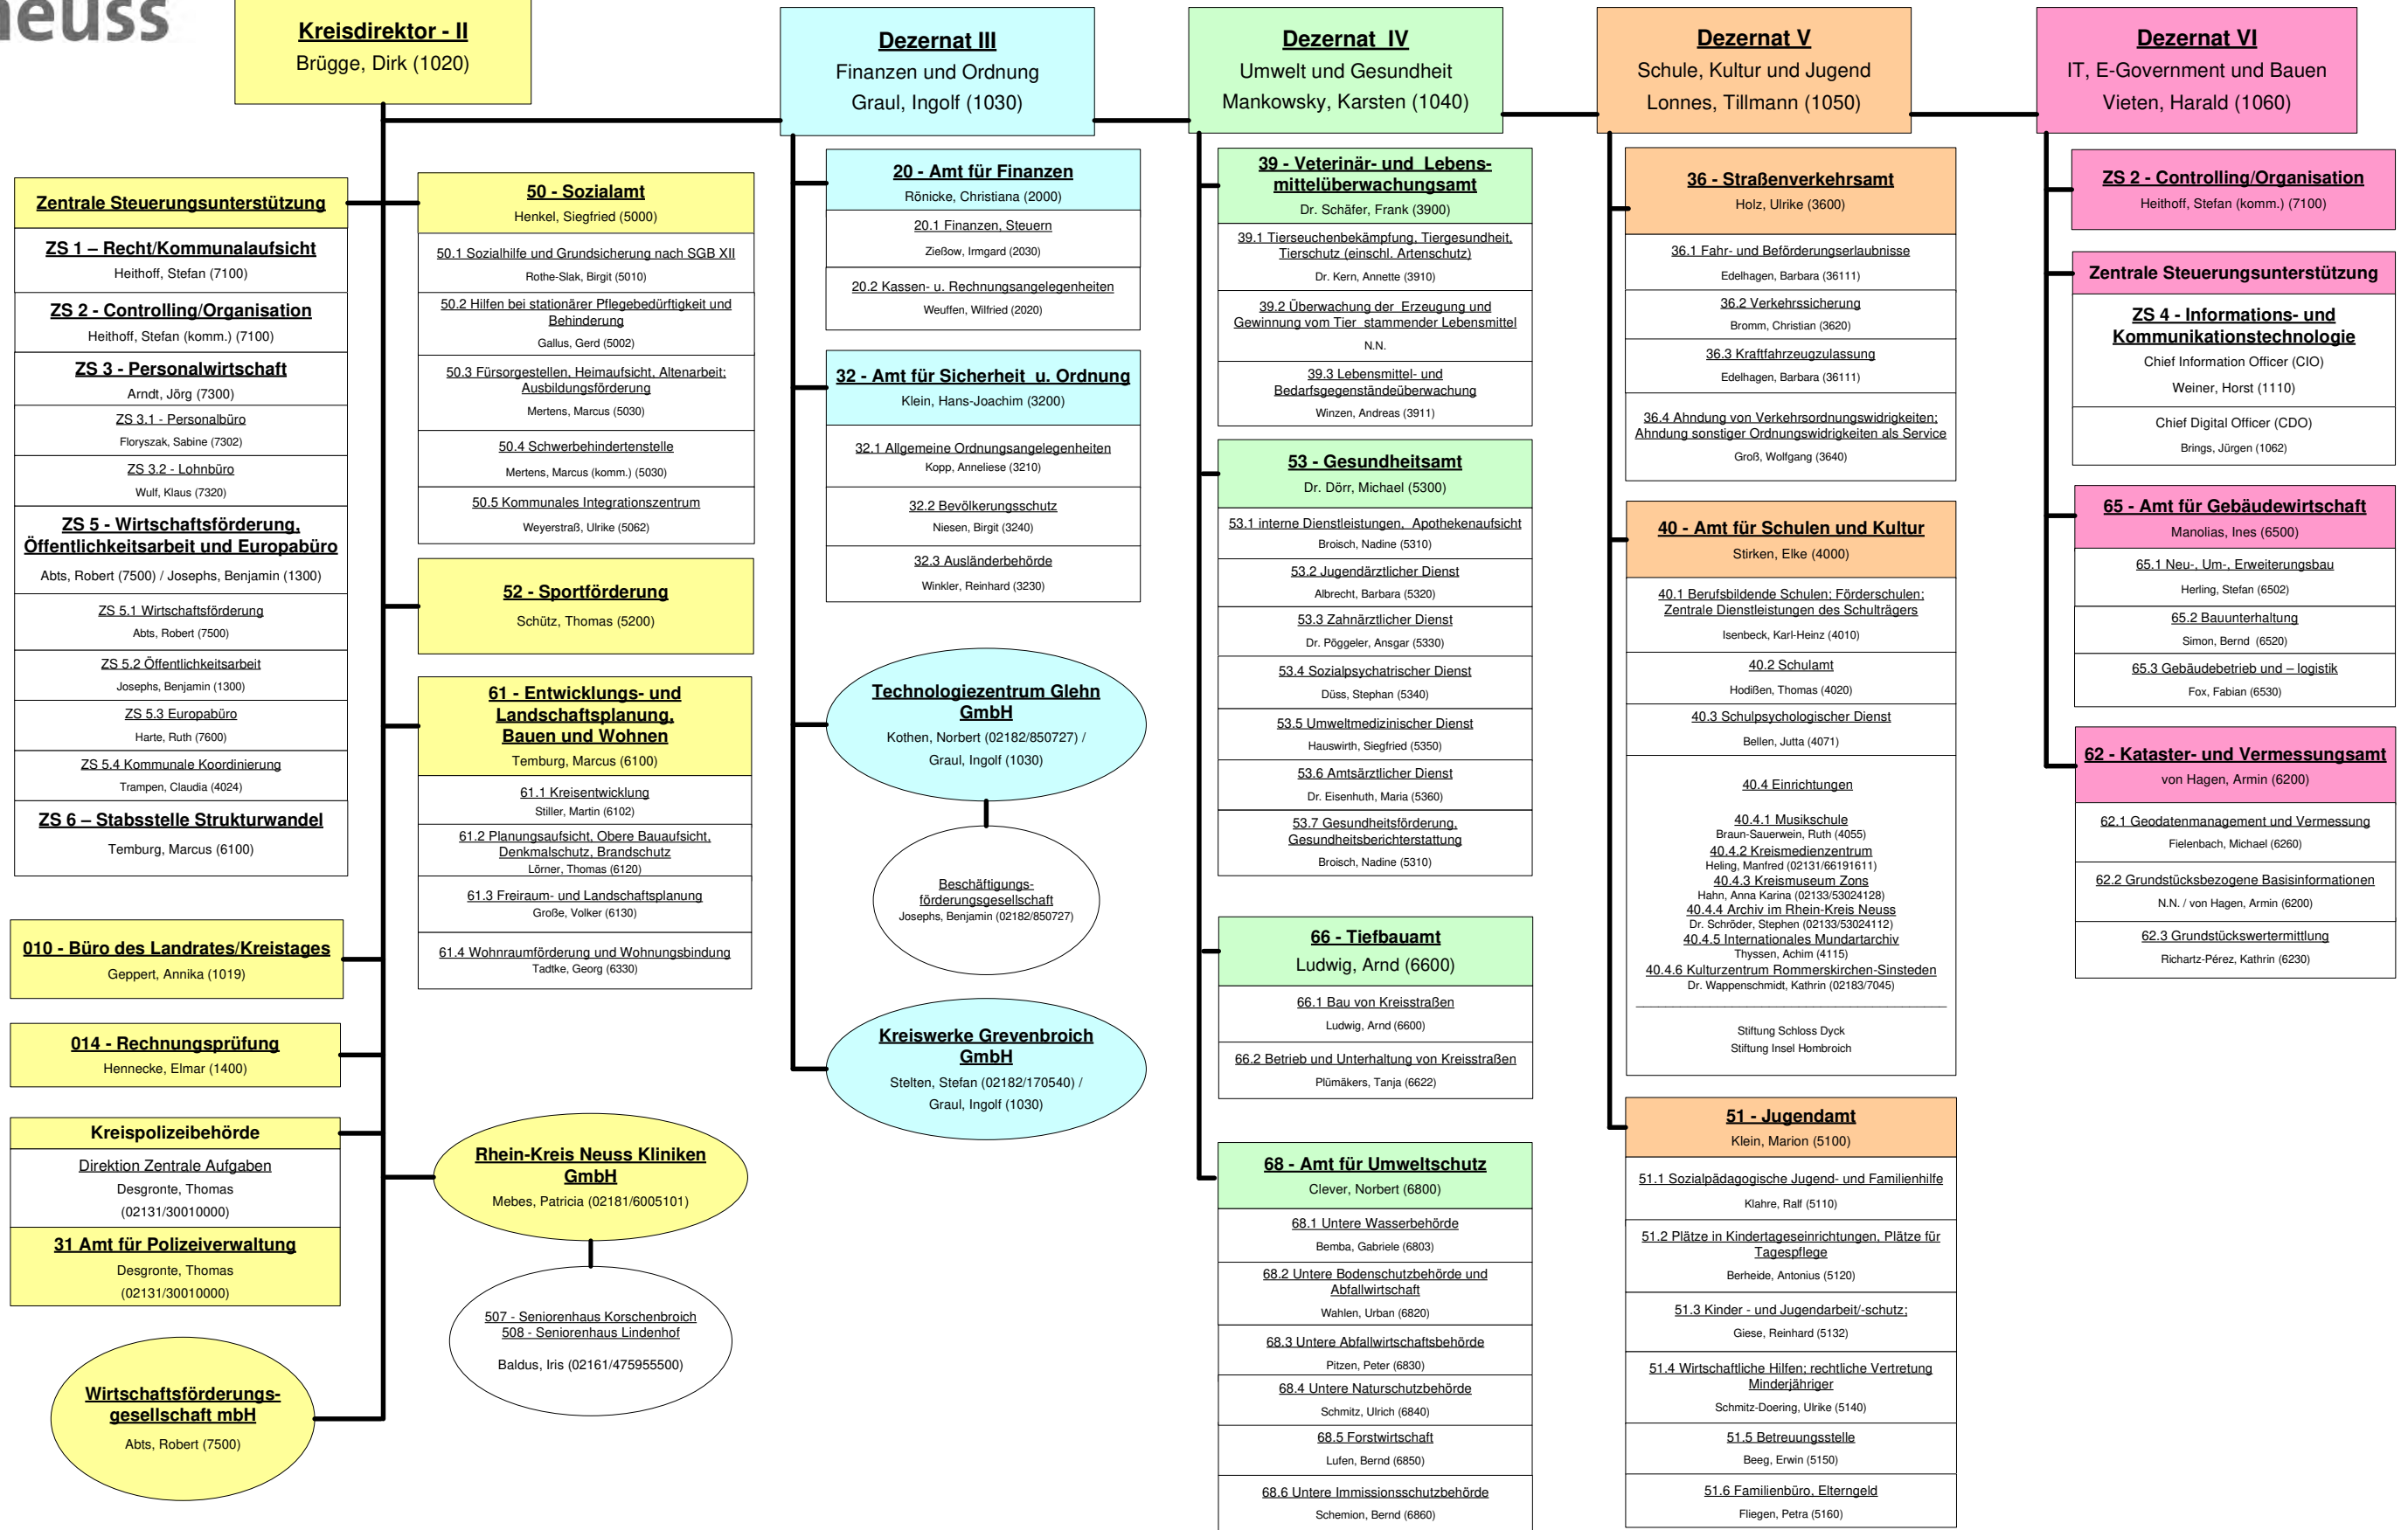 neuss
Kreisdirektor - II
Brügge, Dirk (1020)
Zentrale Steuerungsunterstützung
ZS 1 – Recht/Kommunalaufsicht
Heithoff, Stefan (7100)
ZS 2 - Controlling/Organisation
Heithoff, Stefan (komm.) (7100)
ZS 3 - Personalwirtschaft
Arndt, Jörg (7300)
ZS 3.1 - Personalbüro
Floryszak, Sabine (7302)
ZS 3.2 - Lohnbüro
Wulf, Klaus (7320)
ZS 5 - Wirtschaftsförderung,
Öffentlichkeitsarbeit und Europabüro
Abts, Robert (7500) / Josephs, Benjamin (1300)
ZS 5.1 Wirtschaftsförderung
Abts, Robert (7500)
ZS 5.2 Öffentlichkeitsarbeit
Josephs, Benjamin (1300)
ZS 5.3 Europabüro
Harte, Ruth (7600)
ZS 5.4 Kommunale Koordinierung
Trampen, Claudia (4024)
ZS 6 – Stabsstelle Strukturwandel
Temburg, Marcus (6100)
010 - Büro des Landrates/Kreistages
Geppert, Annika (1019)
014 - Rechnungsprüfung
Hennecke, Elmar (1400)
Kreispolizeibehörde
Direktion Zentrale Aufgaben
Desgronte, Thomas
(02131/30010000)
31 Amt für Polizeiverwaltung
Desgronte, Thomas
(02131/30010000)
Wirtschaftsförderungs-
gesellschaft mbH
Abts, Robert (7500)
50 - Sozialamt
Henkel, Siegfried (5000)
50.1 Sozialhilfe und Grundsicherung nach SGB XII
Rothe-Slak, Birgit (5010)
50.2 Hilfen bei stationärer Pflegebedürftigkeit und
Behinderung
Gallus, Gerd (5002)
50.3 Fürsorgestellen, Heimaufsicht, Altenarbeit;
Ausbildungsförderung
Mertens, Marcus (5030)
50.4 Schwerbehindertenstelle
Mertens, Marcus (komm.) (5030)
50.5 Kommunales Integrationszentrum
Weyerstraß, Ulrike (5062)
52 - Sportförderung
Schütz, Thomas (5200)
61 - Entwicklungs- und
Landschaftsplanung,
Bauen und Wohnen
Temburg, Marcus (6100)
61.1 Kreisentwicklung
Stiller, Martin (6102)
61.2 Planungsaufsicht, Obere Bauaufsicht,
Denkmalschutz, Brandschutz
Lörner, Thomas (6120)
61.3 Freiraum- und Landschaftsplanung
Große, Volker (6130)
61.4 Wohnraumförderung und Wohnungsbindung
Tadtke, Georg (6330)
Rhein-Kreis Neuss Kliniken
GmbH
Mebes, Patricia (02181/6005101)
507 - Seniorenhaus Korschenbroich
508 - Seniorenhaus Lindenhof
Baldus, Iris (02161/475955500)
Dezernat III
Finanzen und Ordnung
Graul, Ingolf (1030)
20 - Amt für Finanzen
Rönicke, Christiana (2000)
20.1 Finanzen, Steuern
Zießow, Irmgard (2030)
20.2 Kassen- u. Rechnungsangelegenheiten
Weuffen, Wilfried (2020)
32 - Amt für Sicherheit u. Ordnung
Klein, Hans-Joachim (3200)
32.1 Allgemeine Ordnungsangelegenheiten
Kopp, Anneliese (3210)
32.2 Bevölkerungsschutz
Niesen, Birgit (3240)
32.3 Ausländerbehörde
Winkler, Reinhard (3230)
Technologiezentrum Glehn
GmbH
Kothen, Norbert (02182/850727) /
Graul, Ingolf (1030)
Beschäftigungs-
förderungsgesellschaft
Josephs, Benjamin (02182/850727)
Kreiswerke Grevenbroich
GmbH
Stelten, Stefan (02182/170540) /
Graul, Ingolf (1030)
Dezernat IV
Umwelt und Gesundheit
Mankowsky, Karsten (1040)
39 - Veterinär- und Lebens-
mittelüberwachungsamt
Dr. Schäfer, Frank (3900)
39.1 Tierseuchenbekämpfung, Tiergesundheit,
Tierschutz (einschl. Artenschutz)
Dr. Kern, Annette (3910)
39.2 Überwachung der Erzeugung und
Gewinnung vom Tier stammender Lebensmittel
N.N.
39.3 Lebensmittel- und
Bedarfsgegenständeüberwachung
Winzen, Andreas (3911)
53 - Gesundheitsamt
Dr. Dörr, Michael (5300)
53.1 interne Dienstleistungen, Apothekenaufsicht
Broisch, Nadine (5310)
53.2 Jugendärztlicher Dienst
Albrecht, Barbara (5320)
53.3 Zahnärztlicher Dienst
Dr. Pöggeler, Ansgar (5330)
53.4 Sozialpsychatrischer Dienst
Düss, Stephan (5340)
53.5 Umweltmedizinischer Dienst
Hauswirth, Siegfried (5350)
53.6 Amtsärztlicher Dienst
Dr. Eisenhuth, Maria (5360)
53.7 Gesundheitsförderung,
Gesundheitsberichterstattung
Broisch, Nadine (5310)
66 - Tiefbauamt
Ludwig, Arnd (6600)
66.1 Bau von Kreisstraßen
Ludwig, Arnd (6600)
66.2 Betrieb und Unterhaltung von Kreisstraßen
Plümäkers, Tanja (6622)
68 - Amt für Umweltschutz
Clever, Norbert (6800)
68.1 Untere Wasserbehörde
Bemba, Gabriele (6803)
68.2 Untere Bodenschutzbehörde und
Abfallwirtschaft
Wahlen, Urban (6820)
68.3 Untere Abfallwirtschaftsbehörde
Pitzen, Peter (6830)
68.4 Untere Naturschutzbehörde
Schmitz, Ulrich (6840)
68.5 Forstwirtschaft
Lufen, Bernd (6850)
68.6 Untere Immissionsschutzbehörde
Schemion, Bernd (6860)
Dezernat V
Schule, Kultur und Jugend
Lonnes, Tillmann (1050)
36 - Straßenverkehrsamt
Holz, Ulrike (3600)
36.1 Fahr- und Beförderungserlaubnisse
Edelhagen, Barbara (36111)
36.2 Verkehrssicherung
Bromm, Christian (3620)
36.3 Kraftfahrzeugzulassung
Edelhagen, Barbara (36111)
36.4 Ahndung von Verkehrsordnungswidrigkeiten;
Ahndung sonstiger Ordnungswidrigkeiten als Service
Groß, Wolfgang (3640)
40 - Amt für Schulen und Kultur
Stirken, Elke (4000)
40.1 Berufsbildende Schulen; Förderschulen;
Zentrale Dienstleistungen des Schulträgers
Isenbeck, Karl-Heinz (4010)
40.2 Schulamt
Hodißen, Thomas (4020)
40.3 Schulpsychologischer Dienst
Bellen, Jutta (4071)
40.4 Einrichtungen
40.4.1 Musikschule
Braun-Sauerwein, Ruth (4055)
40.4.2 Kreismedienzentrum
Heling, Manfred (02131/66191611)
40.4.3 Kreismuseum Zons
Hahn, Anna Karina (02133/53024128)
40.4.4 Archiv im Rhein-Kreis Neuss
Dr. Schröder, Stephen (02133/53024112)
40.4.5 Internationales Mundartarchiv
Thyssen, Achim (4115)
40.4.6 Kulturzentrum Rommerskirchen-Sinsteden
Dr. Wappenschmidt, Kathrin (02183/7045)
Stiftung Schloss Dyck
Stiftung Insel Hombroich
51 - Jugendamt
Klein, Marion (5100)
51.1 Sozialpädagogische Jugend- und Familienhilfe
Klahre, Ralf (5110)
51.2 Plätze in Kindertageseinrichtungen, Plätze für
Tagespflege
Berheide, Antonius (5120)
51.3 Kinder - und Jugendarbeit/-schutz;
Giese, Reinhard (5132)
51.4 Wirtschaftliche Hilfen; rechtliche Vertretung
Minderjähriger
Schmitz-Doering, Ulrike (5140)
51.5 Betreuungsstelle
Beeg, Erwin (5150)
51.6 Familienbüro, Elterngeld
Fliegen, Petra (5160)
Dezernat VI
IT, E-Government und Bauen
Vieten, Harald (1060)
ZS 2 - Controlling/Organisation
Heithoff, Stefan (komm.) (7100)
Zentrale Steuerungsunterstützung
ZS 4 - Informations- und
Kommunikationstechnologie
Chief Information Officer (CIO)
Weiner, Horst (1110)
Chief Digital Officer (CDO)
Brings, Jürgen (1062)
65 - Amt für Gebäudewirtschaft
Manolias, Ines (6500)
65.1 Neu-, Um-, Erweiterungsbau
Herling, Stefan (6502)
65.2 Bauunterhaltung
Simon, Bernd (6520)
65.3 Gebäudebetrieb und – logistik
Fox, Fabian (6530)
62 - Kataster- und Vermessungsamt
von Hagen, Armin (6200)
62.1 Geodatenmanagement und Vermessung
Fielenbach, Michael (6260)
62.2 Grundstücksbezogene Basisinformationen
N.N. / von Hagen, Armin (6200)
62.3 Grundstückswertermittlung
Richartz-Pérez, Kathrin (6230)